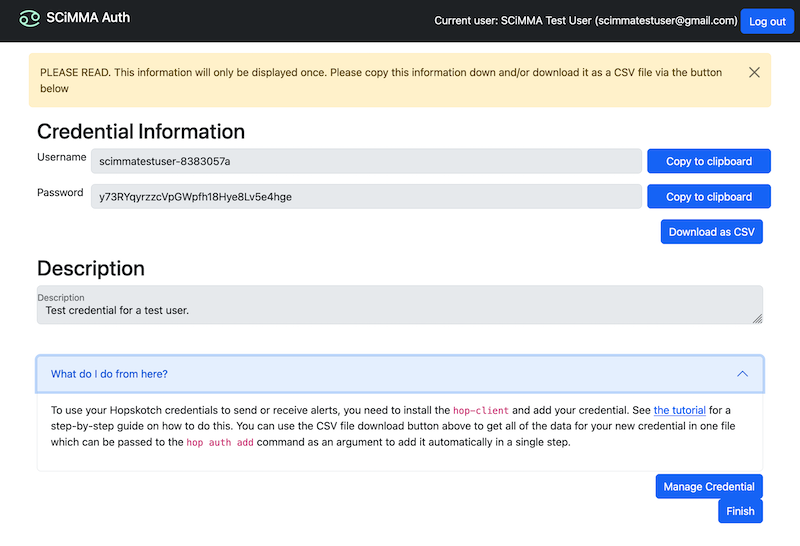 SCiMMA Auth
Current user: SCiMMA Test User (scimmatestuser@gmail.com)
Log out
PLEASE READ. This information will only be displayed once. Please copy this information down and/or download it as a CSV file via the button
below
Credential Information
Username
scimmatestuser-8383057a
Copy to clipboard
Password
y73RYqyrzzcVpGWpfh18Hye8Lv5e4hge
Copy to clipboard
Download as CSV
Description
Description
Test credential for a test user.
What do I do from here?
To use your Hopskotch credentials to send or receive alerts, you need to install the hop-client and add your credential. See the tutorial for a
step-by-step guide on how to do this. You can use the CSV file download button above to get all of the data for your new credential in one file
which can be passed to the hop auth add command as an argument to add it automatically in a single step.
Manage Credential
Finish